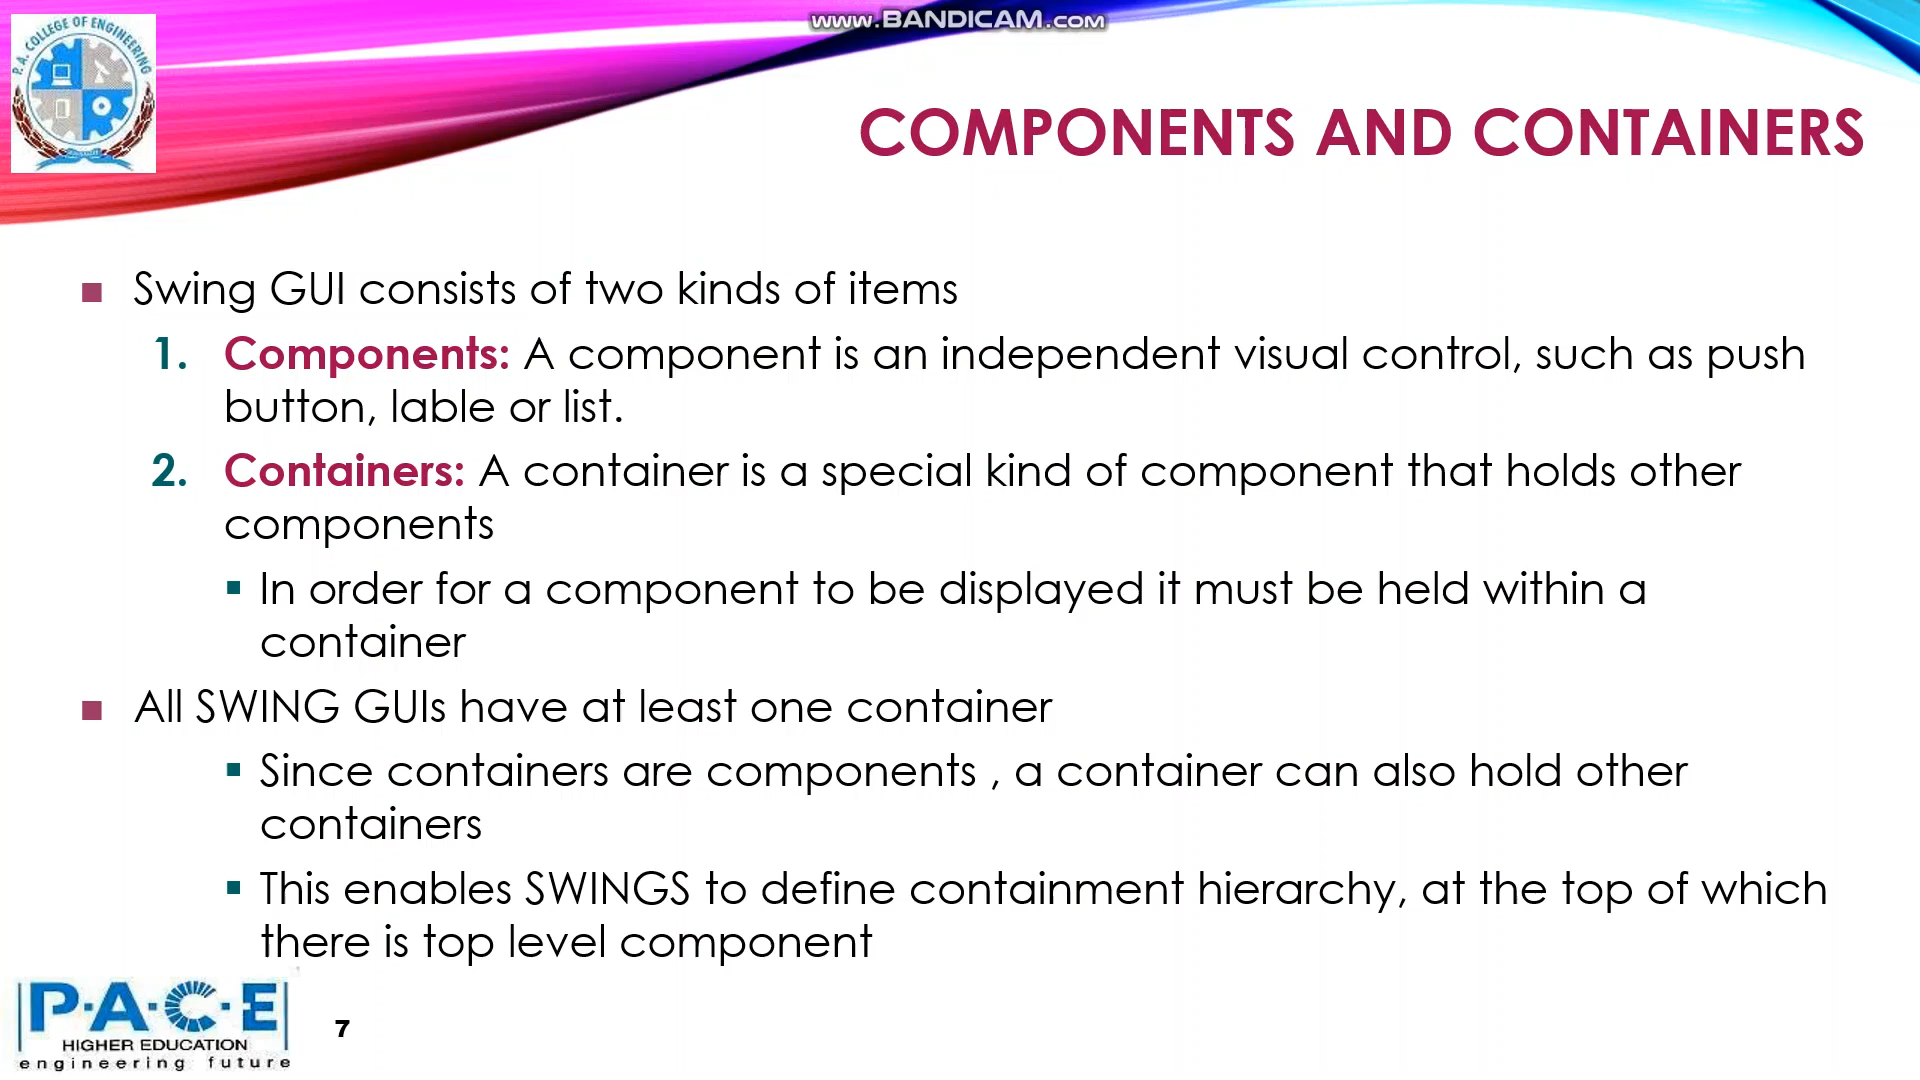 www.BANDICAM.com
P.A. COLLEGE OF ENGINEERING
COMPONENTS AND CONTAINERS
Swing GUI consists of two kinds of items
1. Components: A component is an independent visual control, such as push
button, lable or list.
2. Containers: A container is a special kind of component that holds other
components
In order for a component to be displayed it must be held within a
container
All SWING GUIs have at least one container
Since containers are components , a container can also hold other
containers
This enables SWINGS to define containment hierarchy, at the top of which
there is top level component
P·A·C·E
HIGHER EDUCATION
engineering future
7